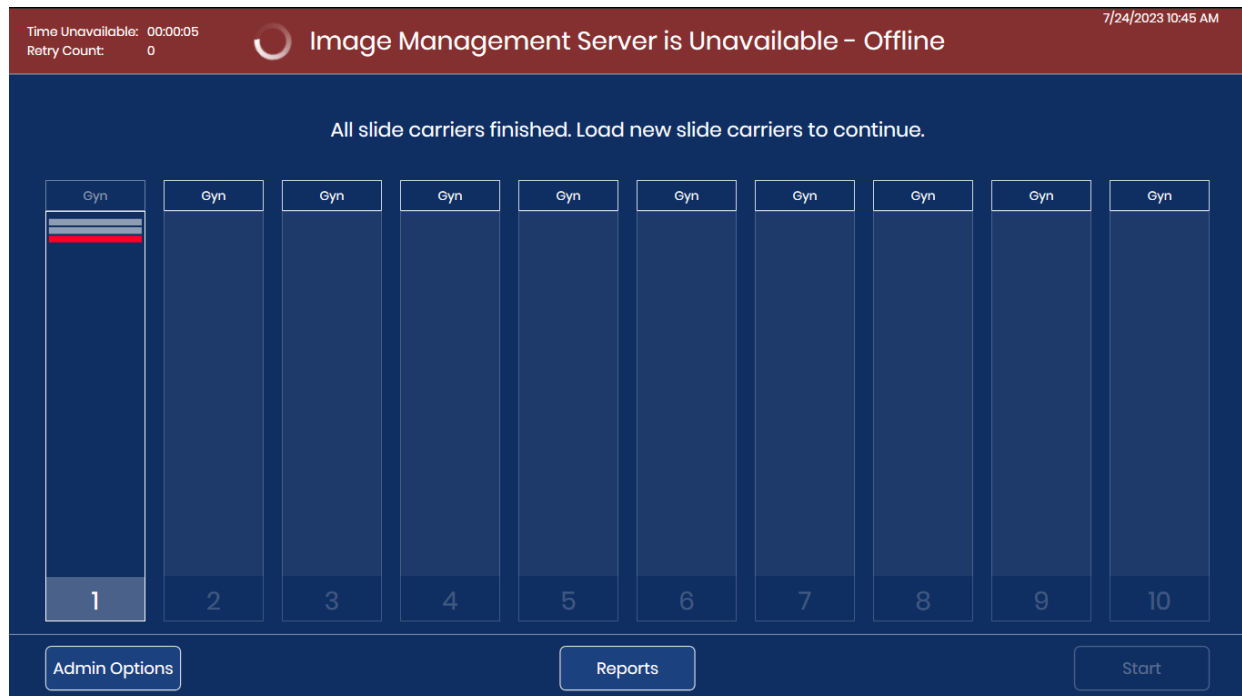 7/24/2023 10:45 AM
Time Unavailable: 00:00:05
Retry Count: 0
Image Management Server is Unavailable - Offline
All slide carriers finished. Load new slide carriers to continue.
Gyn Gyn Gyn Gyn Gyn Gyn Gyn Gyn Gyn Gyn
1 2 3 4 5 6 7 8 9 10
Admin Options Reports Start